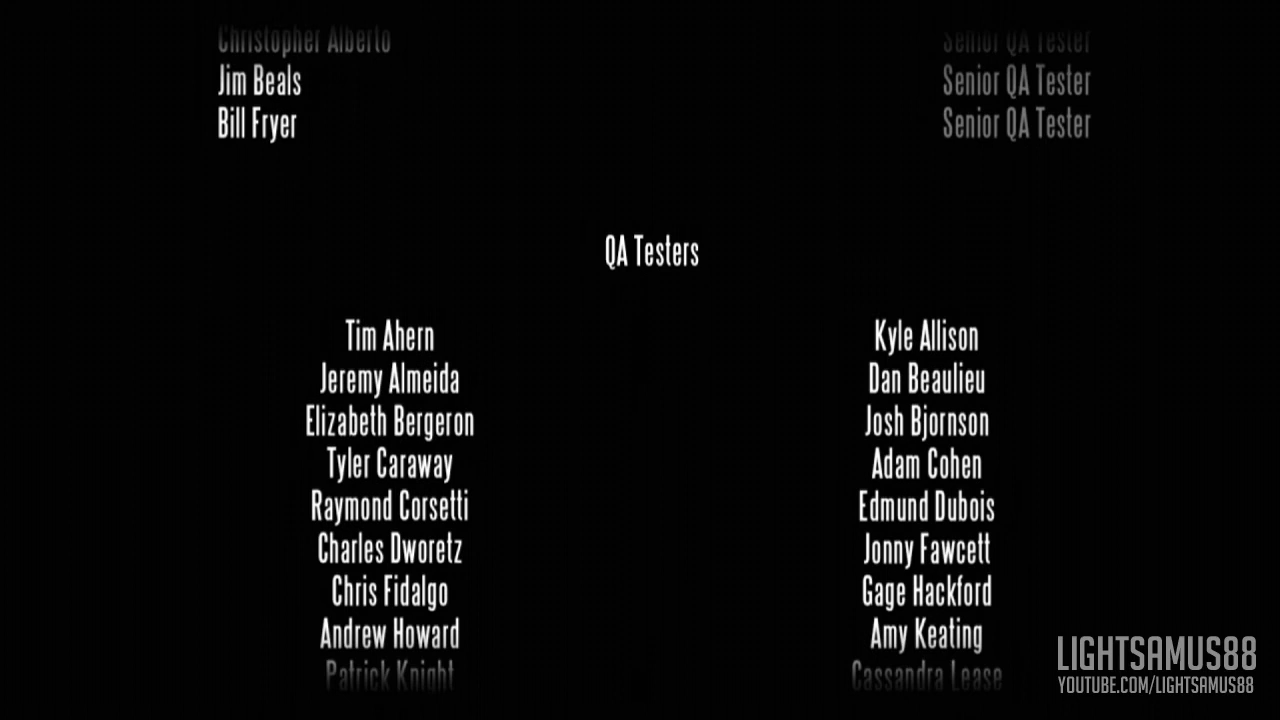 Christopher Alberto Senior QA Tester
Jim Beals Senior QA Tester
Bill Fryer Senior QA Tester
QA Testers
Tim Ahern Kyle Allison
Jeremy Almeida Dan Beaulieu
Elizabeth Bergeron Josh Bjornson
Tyler Caraway Adam Cohen
Raymond Corsetti Edmund Dubois
Charles Dworetz Jonny Fawcett
Chris Fidalgo Gage Hackford
Andrew Howard Amy Keating
Patrick Knight Cassandra Lease
LIGHTSAMUS88
YOUTUBE.COM/LIGHTSAMUS88